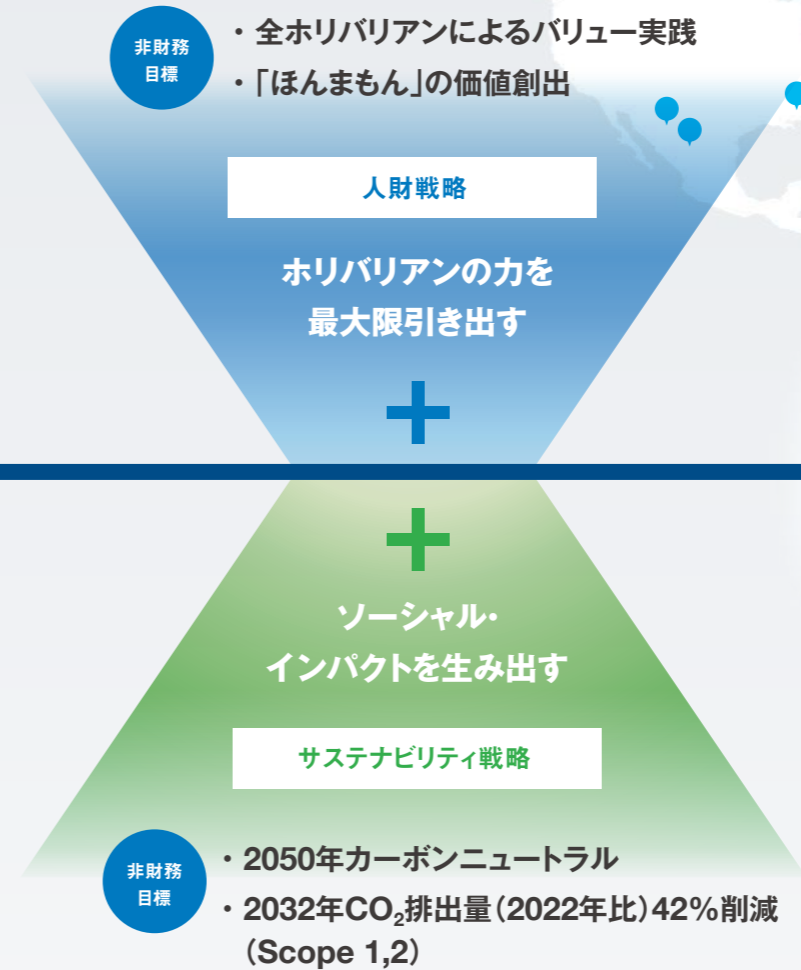 非財務
目標
・全ホリバリアンによるバリュー実践
・「ほんまもん」の価値創出
人財戦略
ホリバリアンの力を
最大限引き出す
+
+
ソーシャル・
インパクトを生み出す
サステナビリティ戦略
非財務
目標
・2050年カーボンニュートラル
・2032年CO₂排出量(2022年比)42%削減
(Scope 1,2)